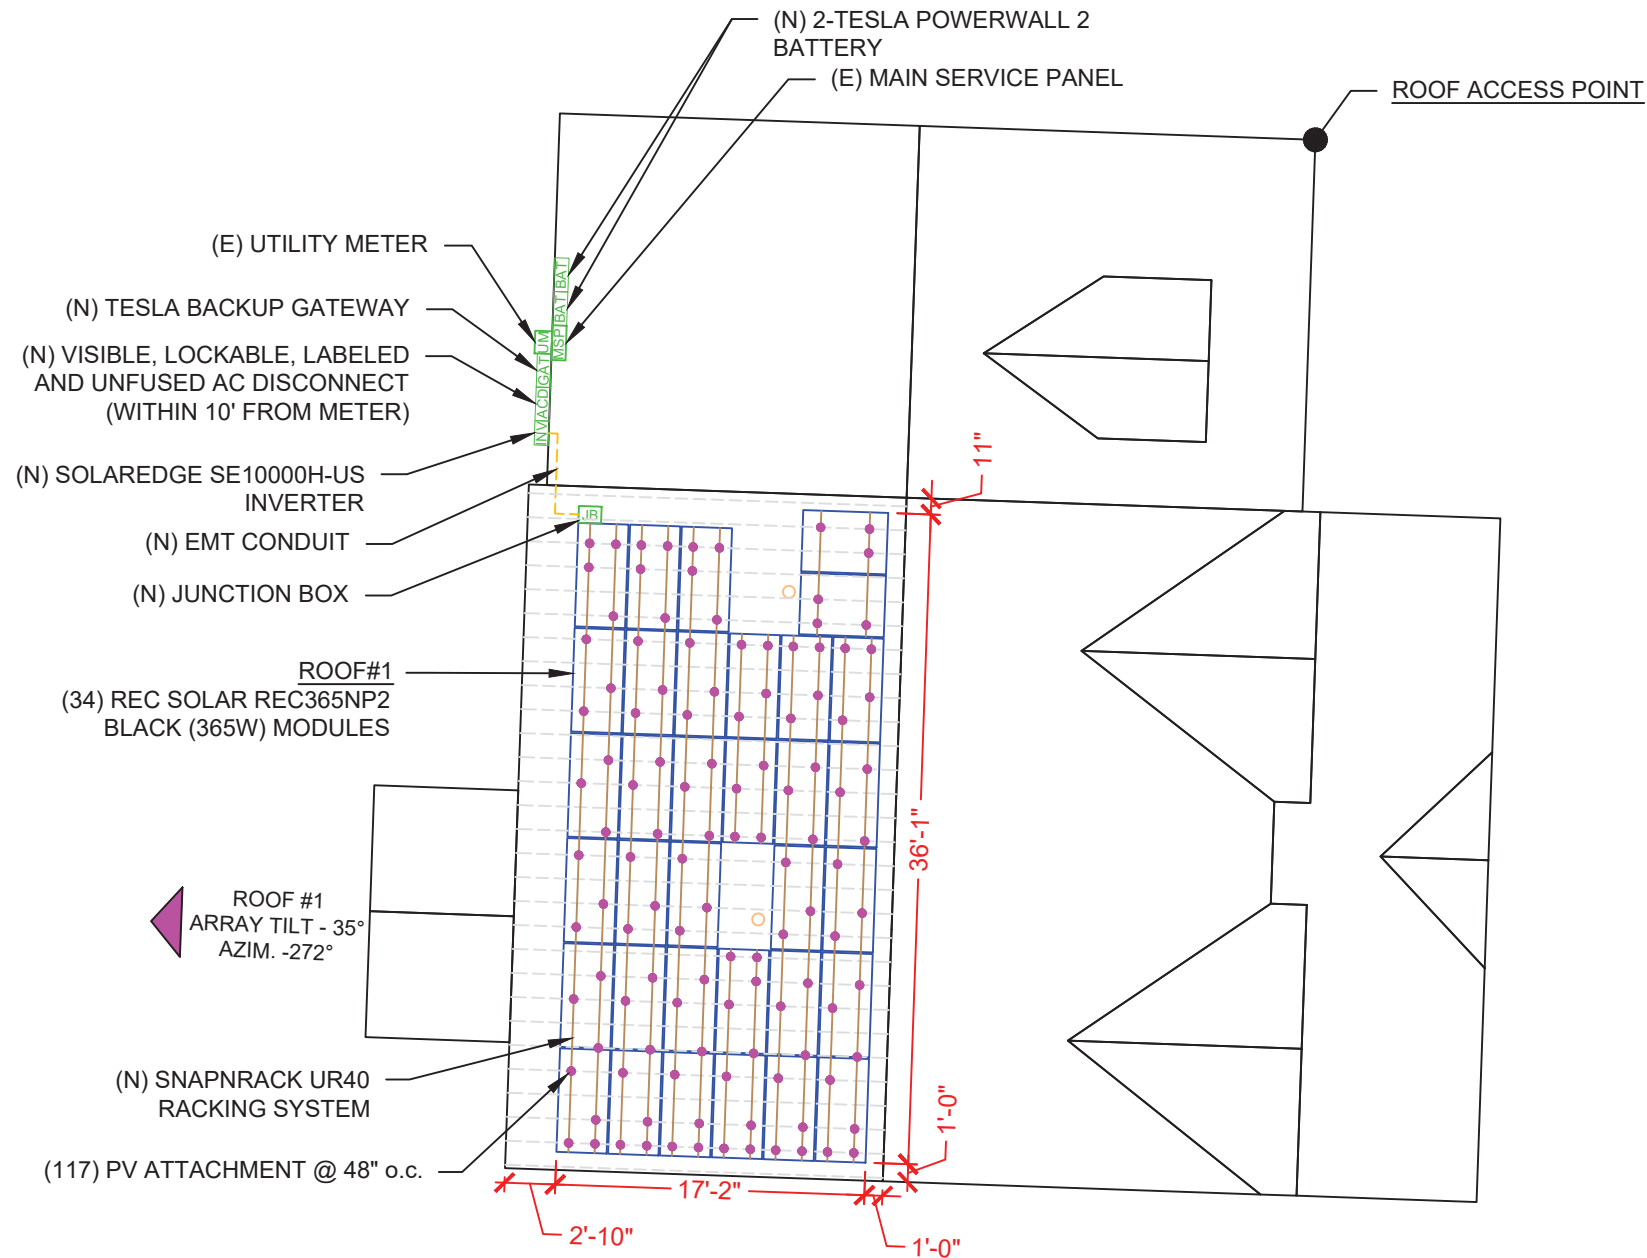 (N) 2-TESLA POWERWALL 2
BATTERY
(E) MAIN SERVICE PANEL
ROOF ACCESS POINT
(E) UTILITY METER
(N) TESLA BACKUP GATEWAY
(N) VISIBLE, LOCKABLE, LABELED
AND UNFUSED AC DISCONNECT
(WITHIN 10' FROM METER)
(N) SOLAREDGE SE10000H-US
INVERTER
(N) EMT CONDUIT
(N) JUNCTION BOX
BAT
BAT
MSP
UM
GAT
ACD
INV
JB
11"
ROOF#1
(34) REC SOLAR REC365NP2
BLACK (365W) MODULES
36'-1"
ROOF #1
ARRAY TILT - 35°
AZIM. -272°
(N) SNAPNRACK UR40
RACKING SYSTEM
(117) PV ATTACHMENT @ 48" o.c.
1'-0"
17'-2"
2'-10"
1'-0"